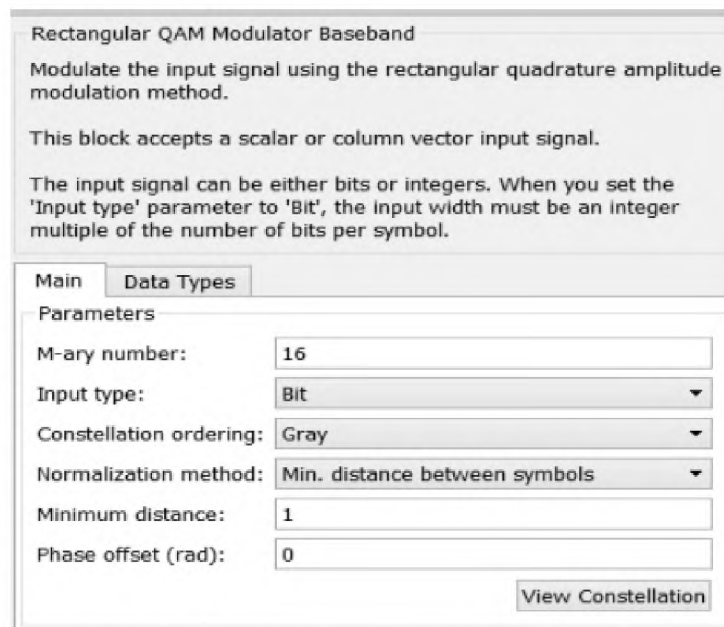 Rectangular QAM Modulator Baseband
Modulate the input signal using the rectangular quadrature amplitude
modulation method.
This block accepts a scalar or column vector input signal.
The input signal can be either bits or integers. When you set the
'Input type' parameter to 'Bit', the input width must be an integer
multiple of the number of bits per symbol.
Main Data Types
Parameters
M-ary number: 16
Input type: Bit
Constellation ordering: Gray
Normalization method: Min. distance between symbols
Minimum distance: 1
Phase offset (rad): 0
View Constellation